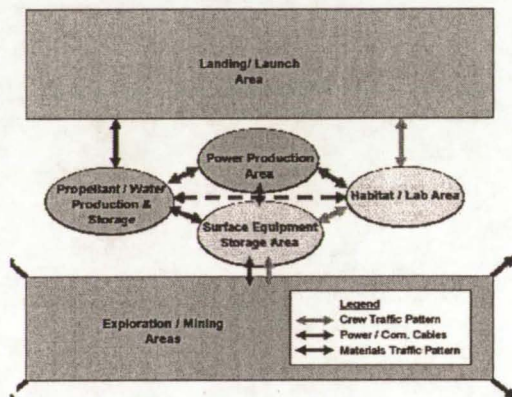 Landing/ Launch
Area
Power Production
Area
Propellant / Water
Production &
Storage
Habitat / Lab Area
Surface Equipment
Storage Area
Exploration / Mining
Areas
Legend
Crew Traffic Pattern
Power / Com. Cables
Materials Traffic Pattern